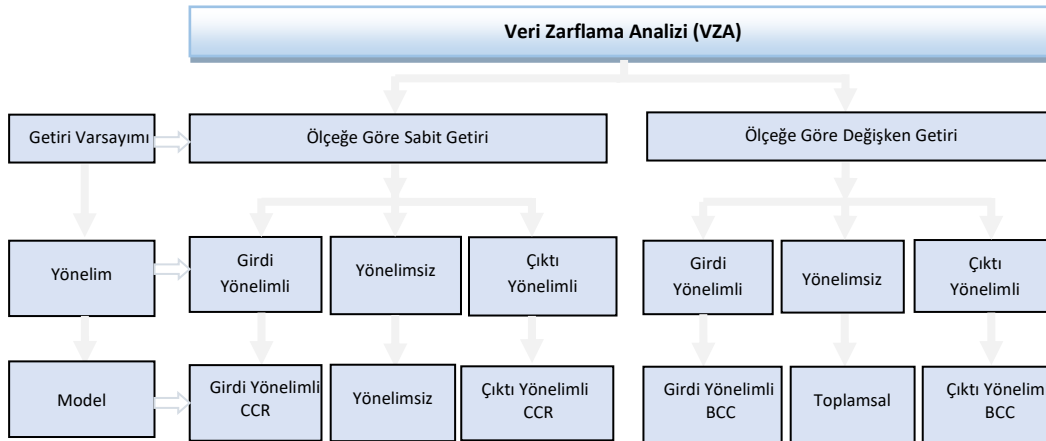 Veri Zarflama Analizi (VZA)
Getiri Varsayımı
Ölçeğe Göre Sabit Getiri
Ölçeğe Göre Değişken Getiri
Yönelim
Girdi
Yönelimli
Yönelimsiz
Çıktı
Yönelimli
Girdi
Yönelimli
Yönelimsiz
Çıktı
Yönelimli
Model
Girdi Yönelimli
CCR
Yönelimsiz
Çıktı Yönelimli
CCR
Girdi Yönelimli
BCC
Toplamsal
Çıktı Yönelim
BCC